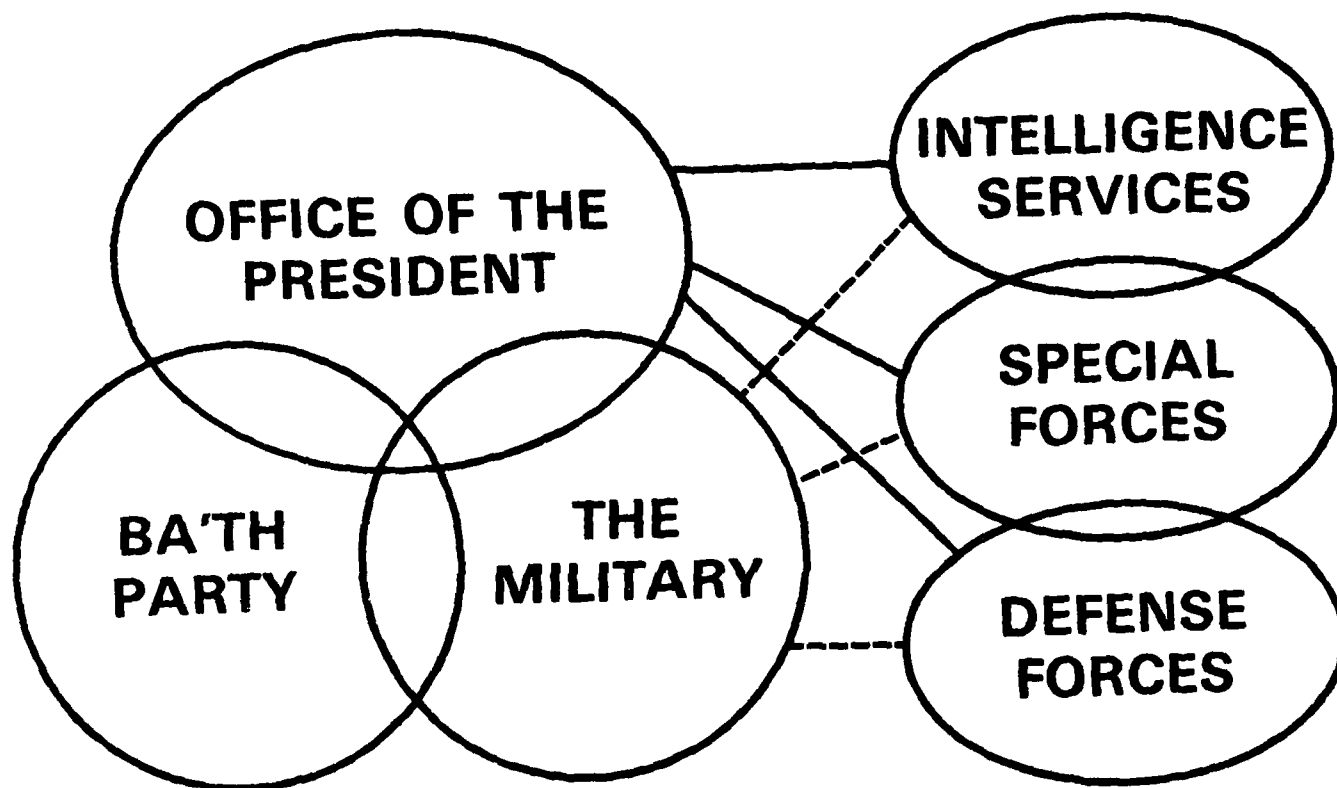 OFFICE OF THE
PRESIDENT
BA'TH
PARTY
THE
MILITARY
INTELLIGENCE
SERVICES
SPECIAL
FORCES
DEFENSE
FORCES